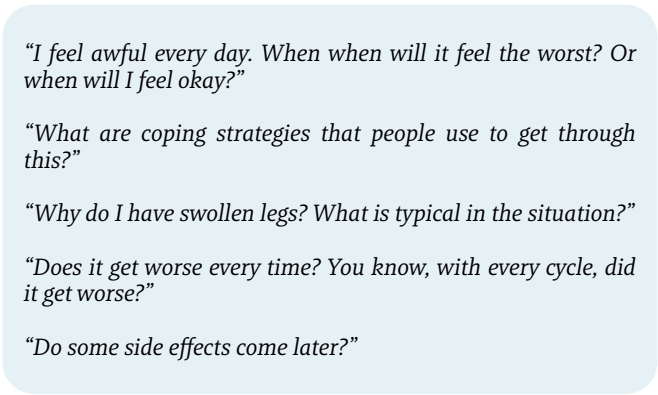 “I feel awful every day. When when will it feel the worst? Or
when will I feel okay?”
“What are coping strategies that people use to get through
this?”
“Why do I have swollen legs? What is typical in the situation?”
“Does it get worse every time? You know, with every cycle, did
it get worse?”
“Do some side effects come later?”